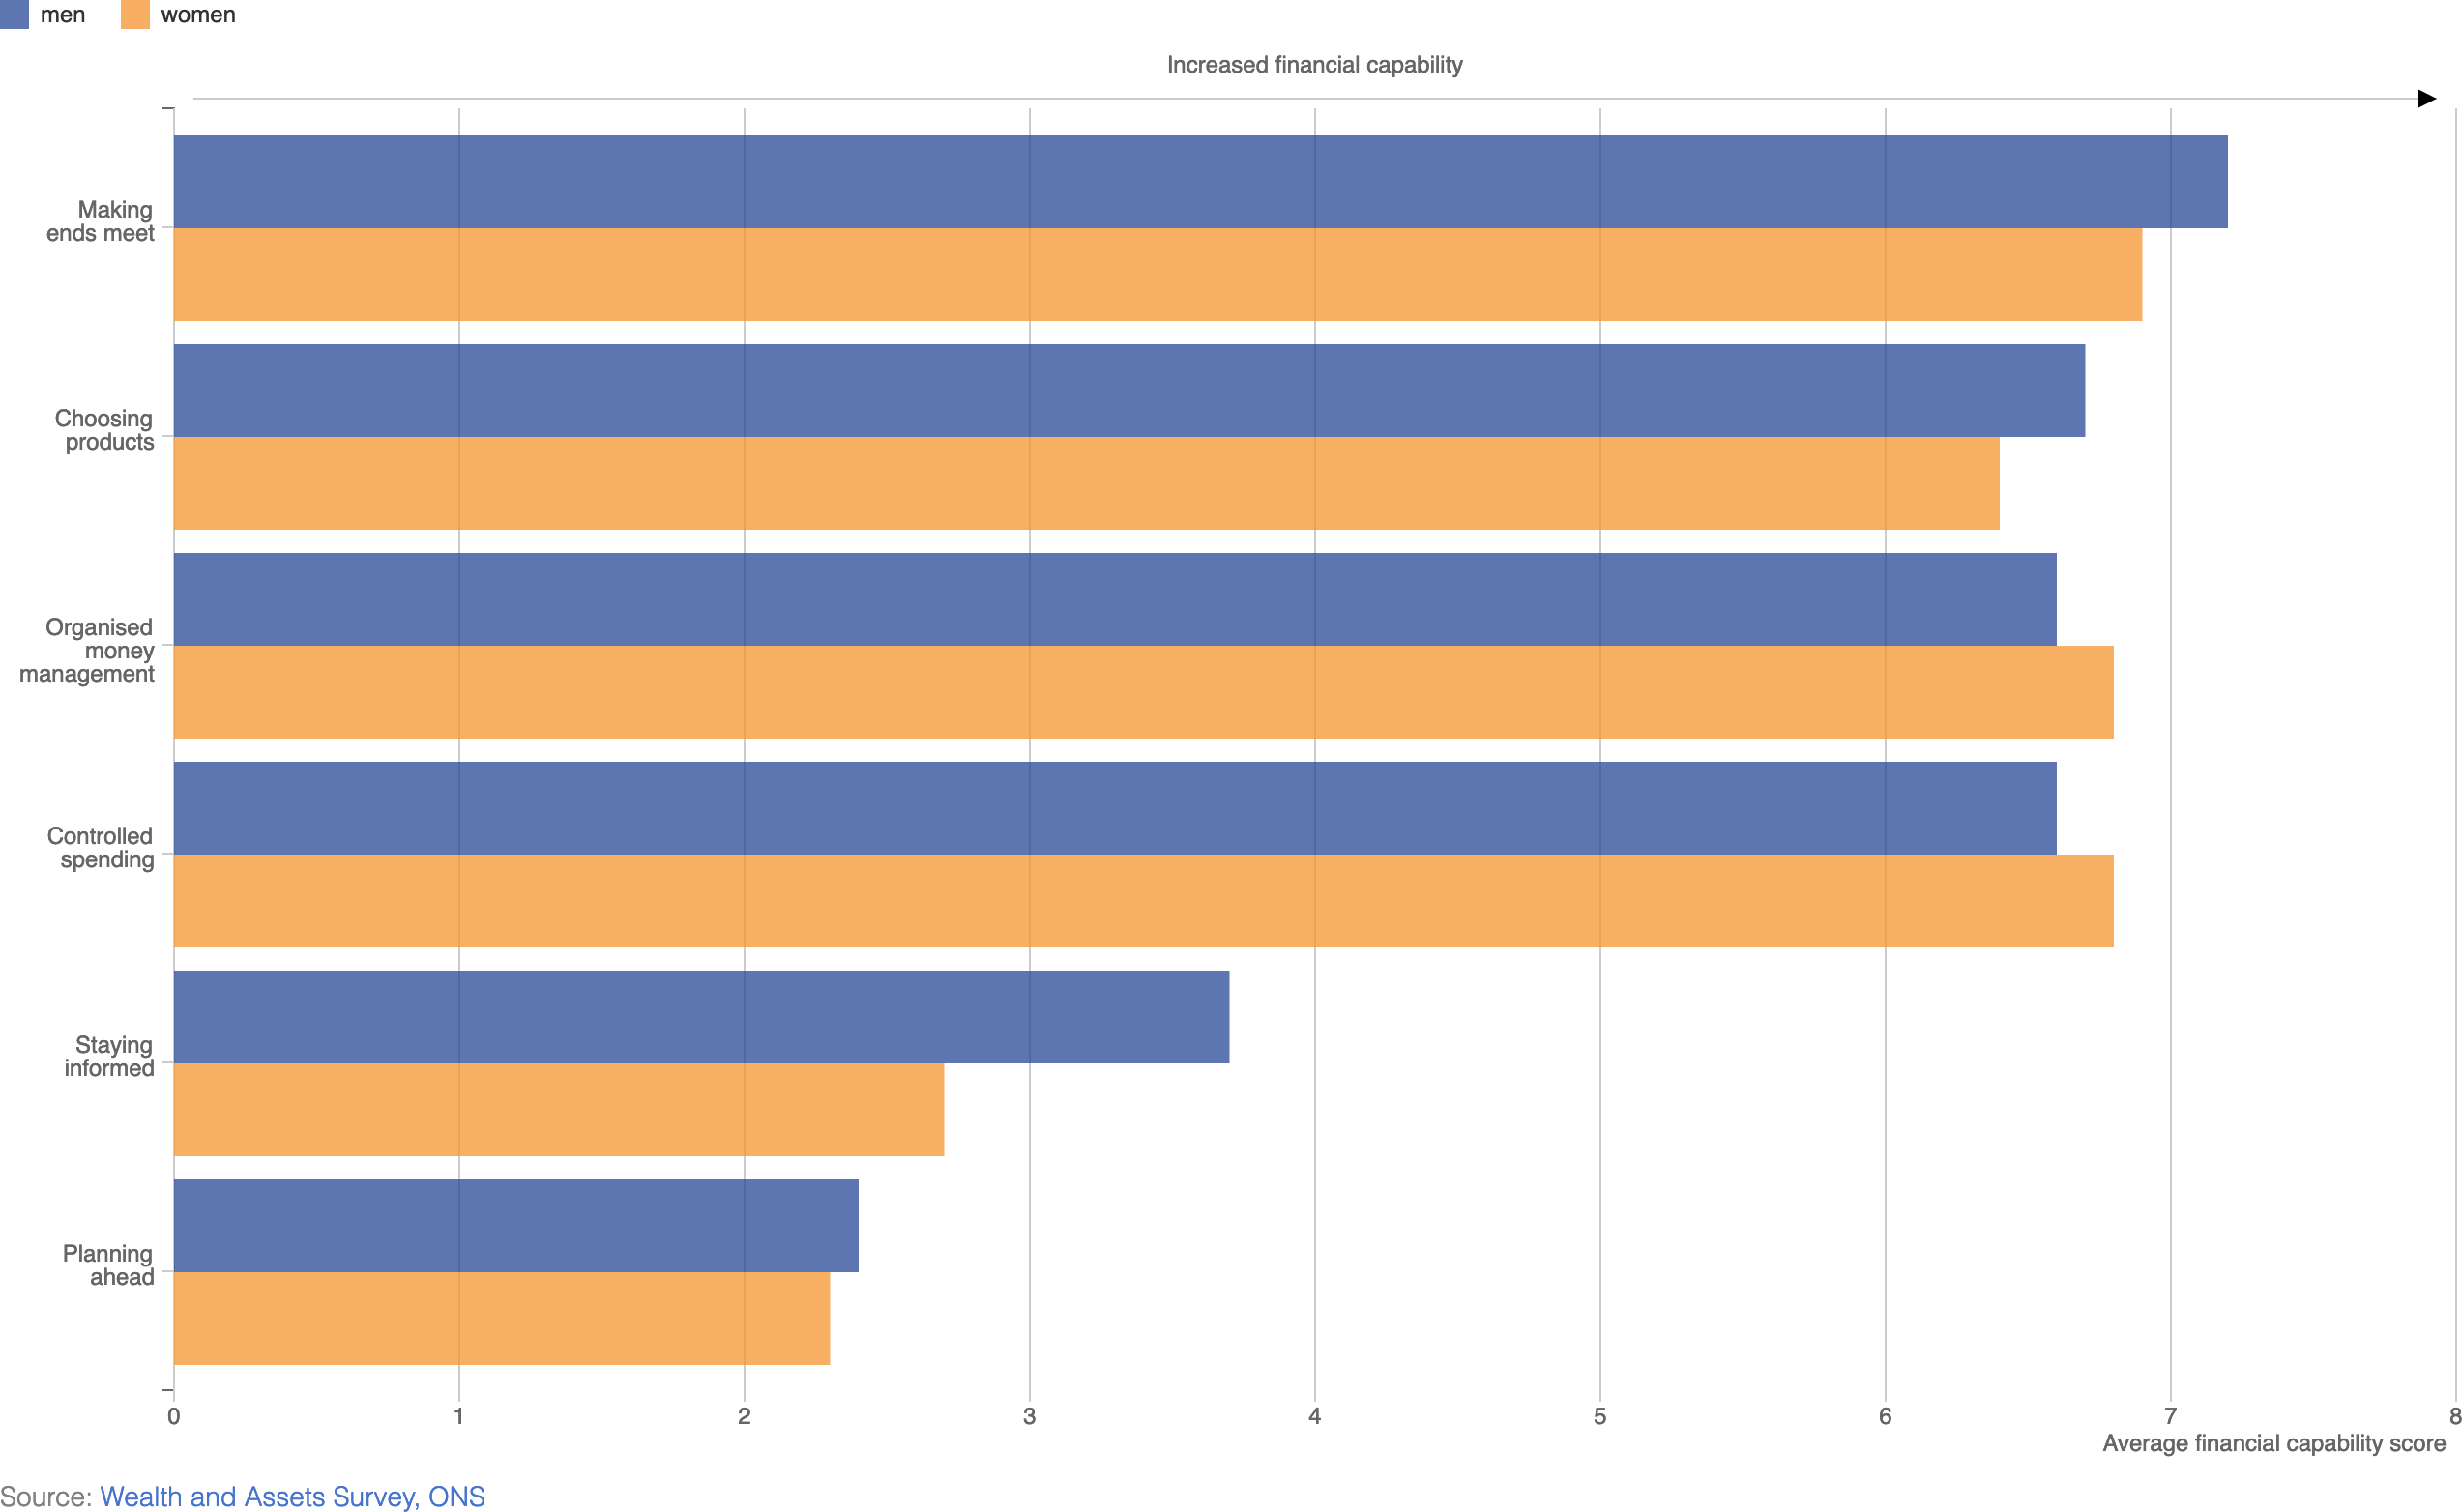 men women
Increased financial capability
Making
ends meet
Choosing
products
Organised
money
management
Controlled
spending
Staying
informed
Planning
ahead
0 1 2 3 4 5 6 7 8
Average financial capability score
Source: Wealth and Assets Survey, ONS